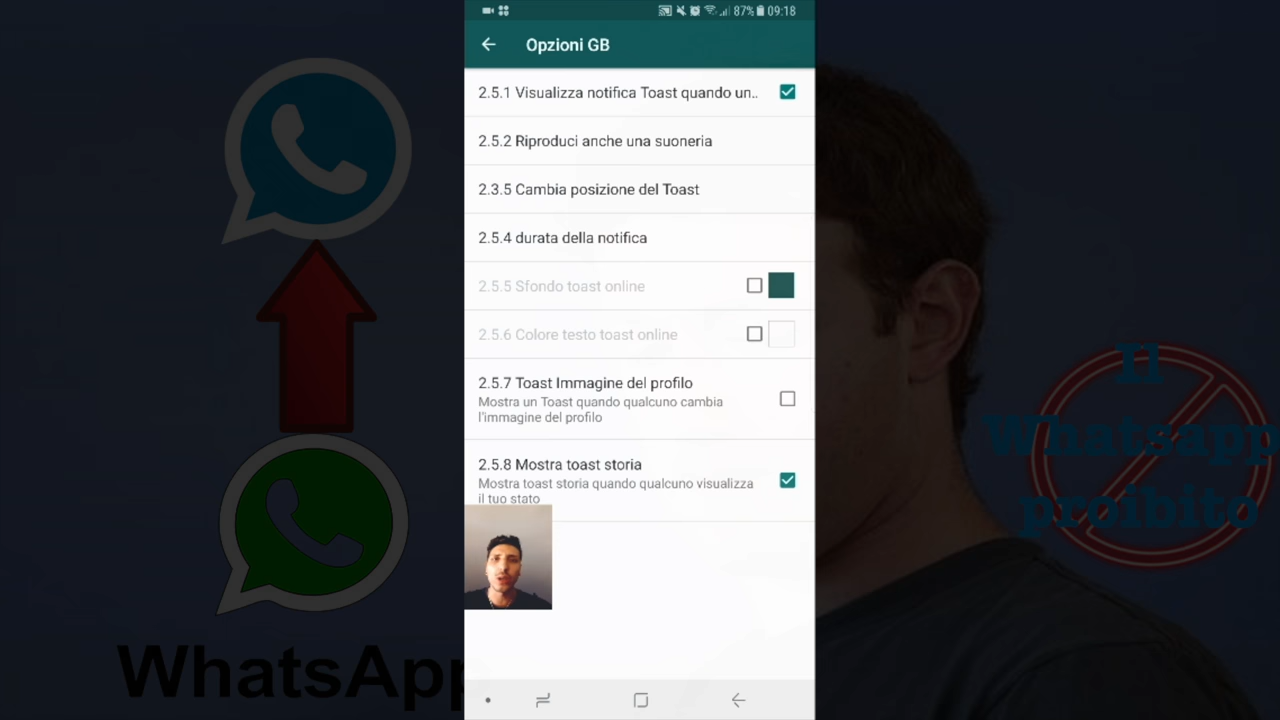 87% 09:18
Opzioni GB
2.5.1 Visualizza notifica Toast quando un..
2.5.2 Riproduci anche una suoneria
2.3.5 Cambia posizione del Toast
2.5.4 durata della notifica
2.5.5 Sfondo toast online
2.5.6 Colore testo toast online
2.5.7 Toast Immagine del profilo
Mostra un Toast quando qualcuno cambia
l'immagine del profilo
2.5.8 Mostra toast storia
Mostra toast storia quando qualcuno visualizza
il tuo stato
WhatsApp
Il
Whatsapp
proibito